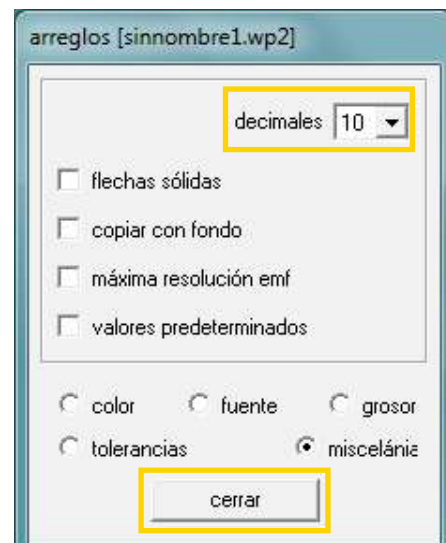 arreglos [sinnombre1.wp2]
decimales 10
flechas sólidas
copiar con fondo
máxima resolución emf
valores predeterminados
color fuente grosor
tolerancias miscelánia
cerrar